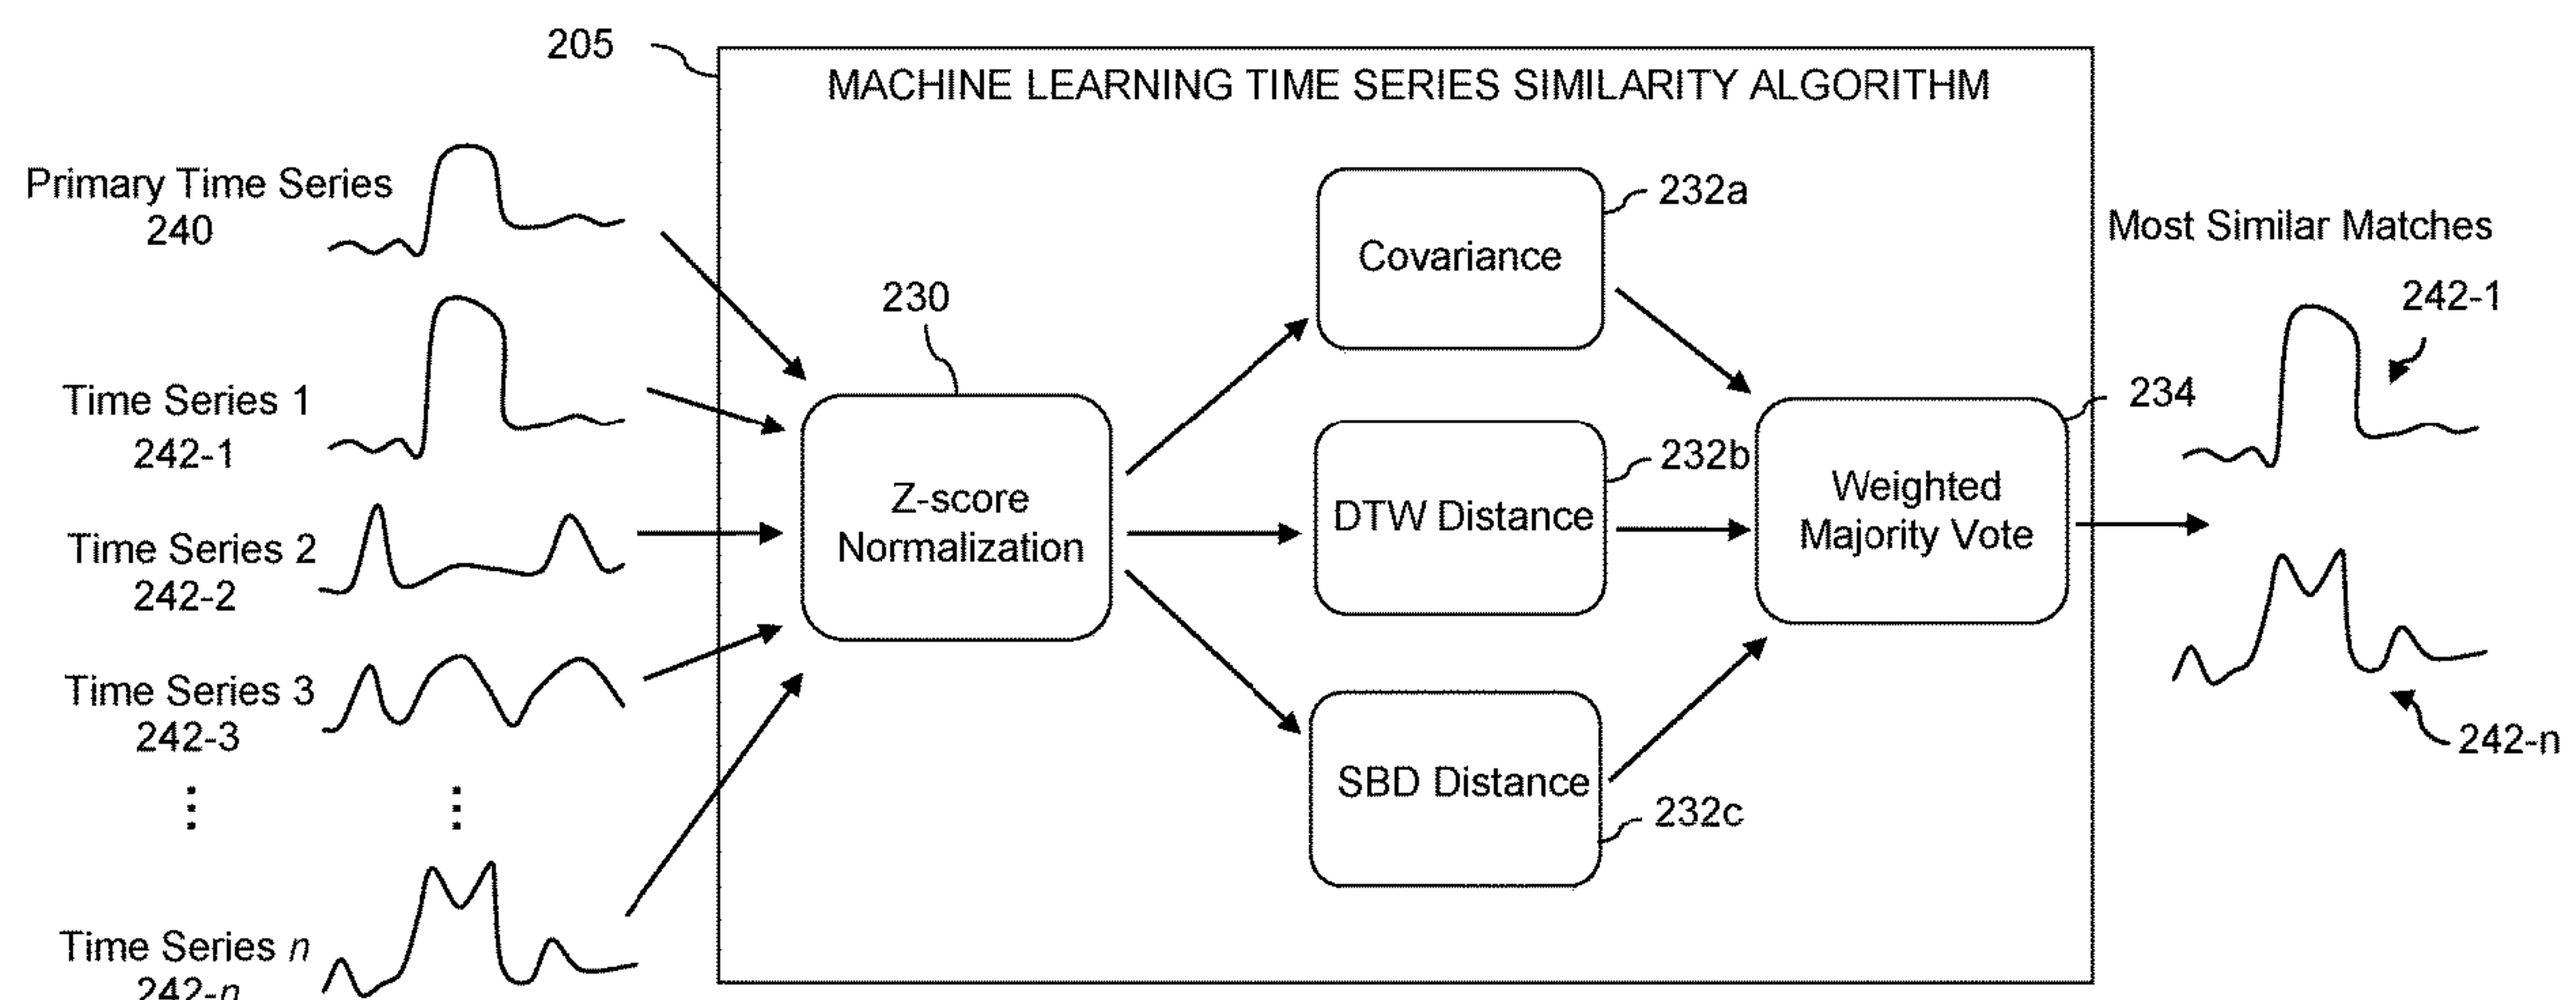 205
MACHINE LEARNING TIME SERIES SIMILARITY ALGORITHM
Primary Time Series
240
Time Series 1
242-1
Time Series 2
242-2
Time Series 3
242-3
⋮
⋮
Time Series n
242-n
230
Z-score
Normalization
232a
Covariance
232b
DTW Distance
SBD Distance
232c
234
Weighted
Majority Vote
Most Similar Matches
242-1
242-n